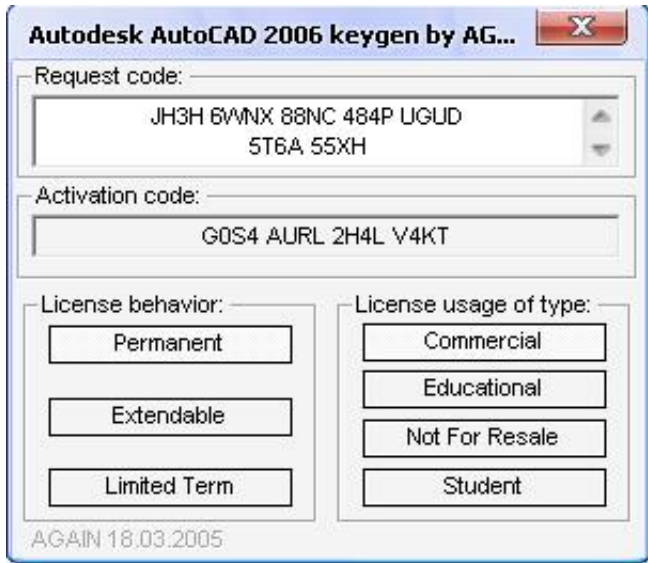 Autodesk AutoCAD 2006 keygen by AG...
Request code:
JH3H 6WNX 88NC 484P UGUD
5T6A 55XH
Activation code:
G0S4 AURL 2H4L V4KT
License behavior:
Permanent
Extendable
Limited Term
License usage of type:
Commercial
Educational
Not For Resale
Student
AGAIN 18.03.2005